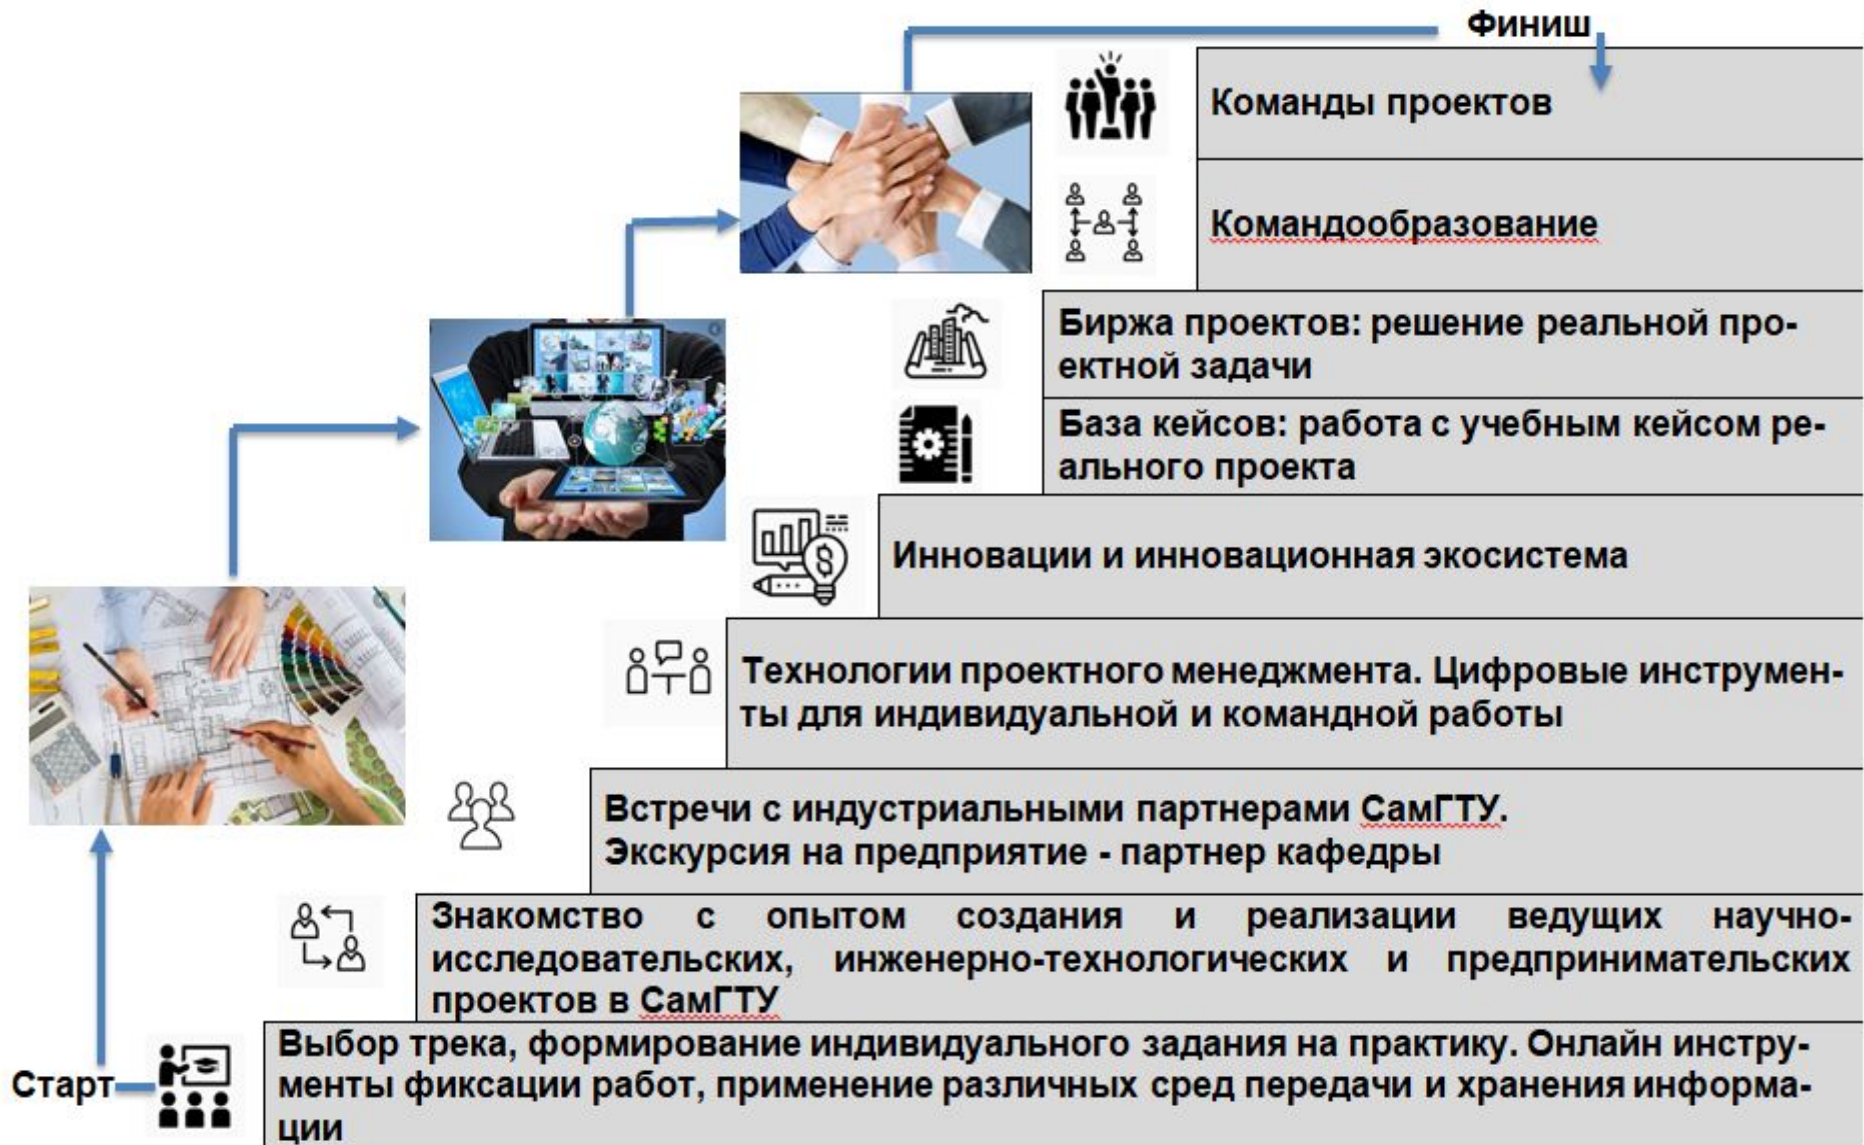 Финиш
Команды проектов
Командообразование
Биржа проектов: решение реальной про-
ектной задачи
База кейсов: работа с учебным кейсом ре-
ального проекта
Инновации и инновационная экосистема
Технологии проектного менеджмента. Цифровые инструмен-
ты для индивидуальной и командной работы
Встречи с индустриальными партнерами СамГТУ.
Экскурсия на предприятие - партнер кафедры
Знакомство с опытом создания и реализации ведущих научно-
исследовательских, инженерно-технологических и предпринимательских
проектов в СамГТУ
Выбор трека, формирование индивидуального задания на практику. Онлайн инстру-
Старт менты фиксации работ, применение различных сред передачи и хранения информа-
ции